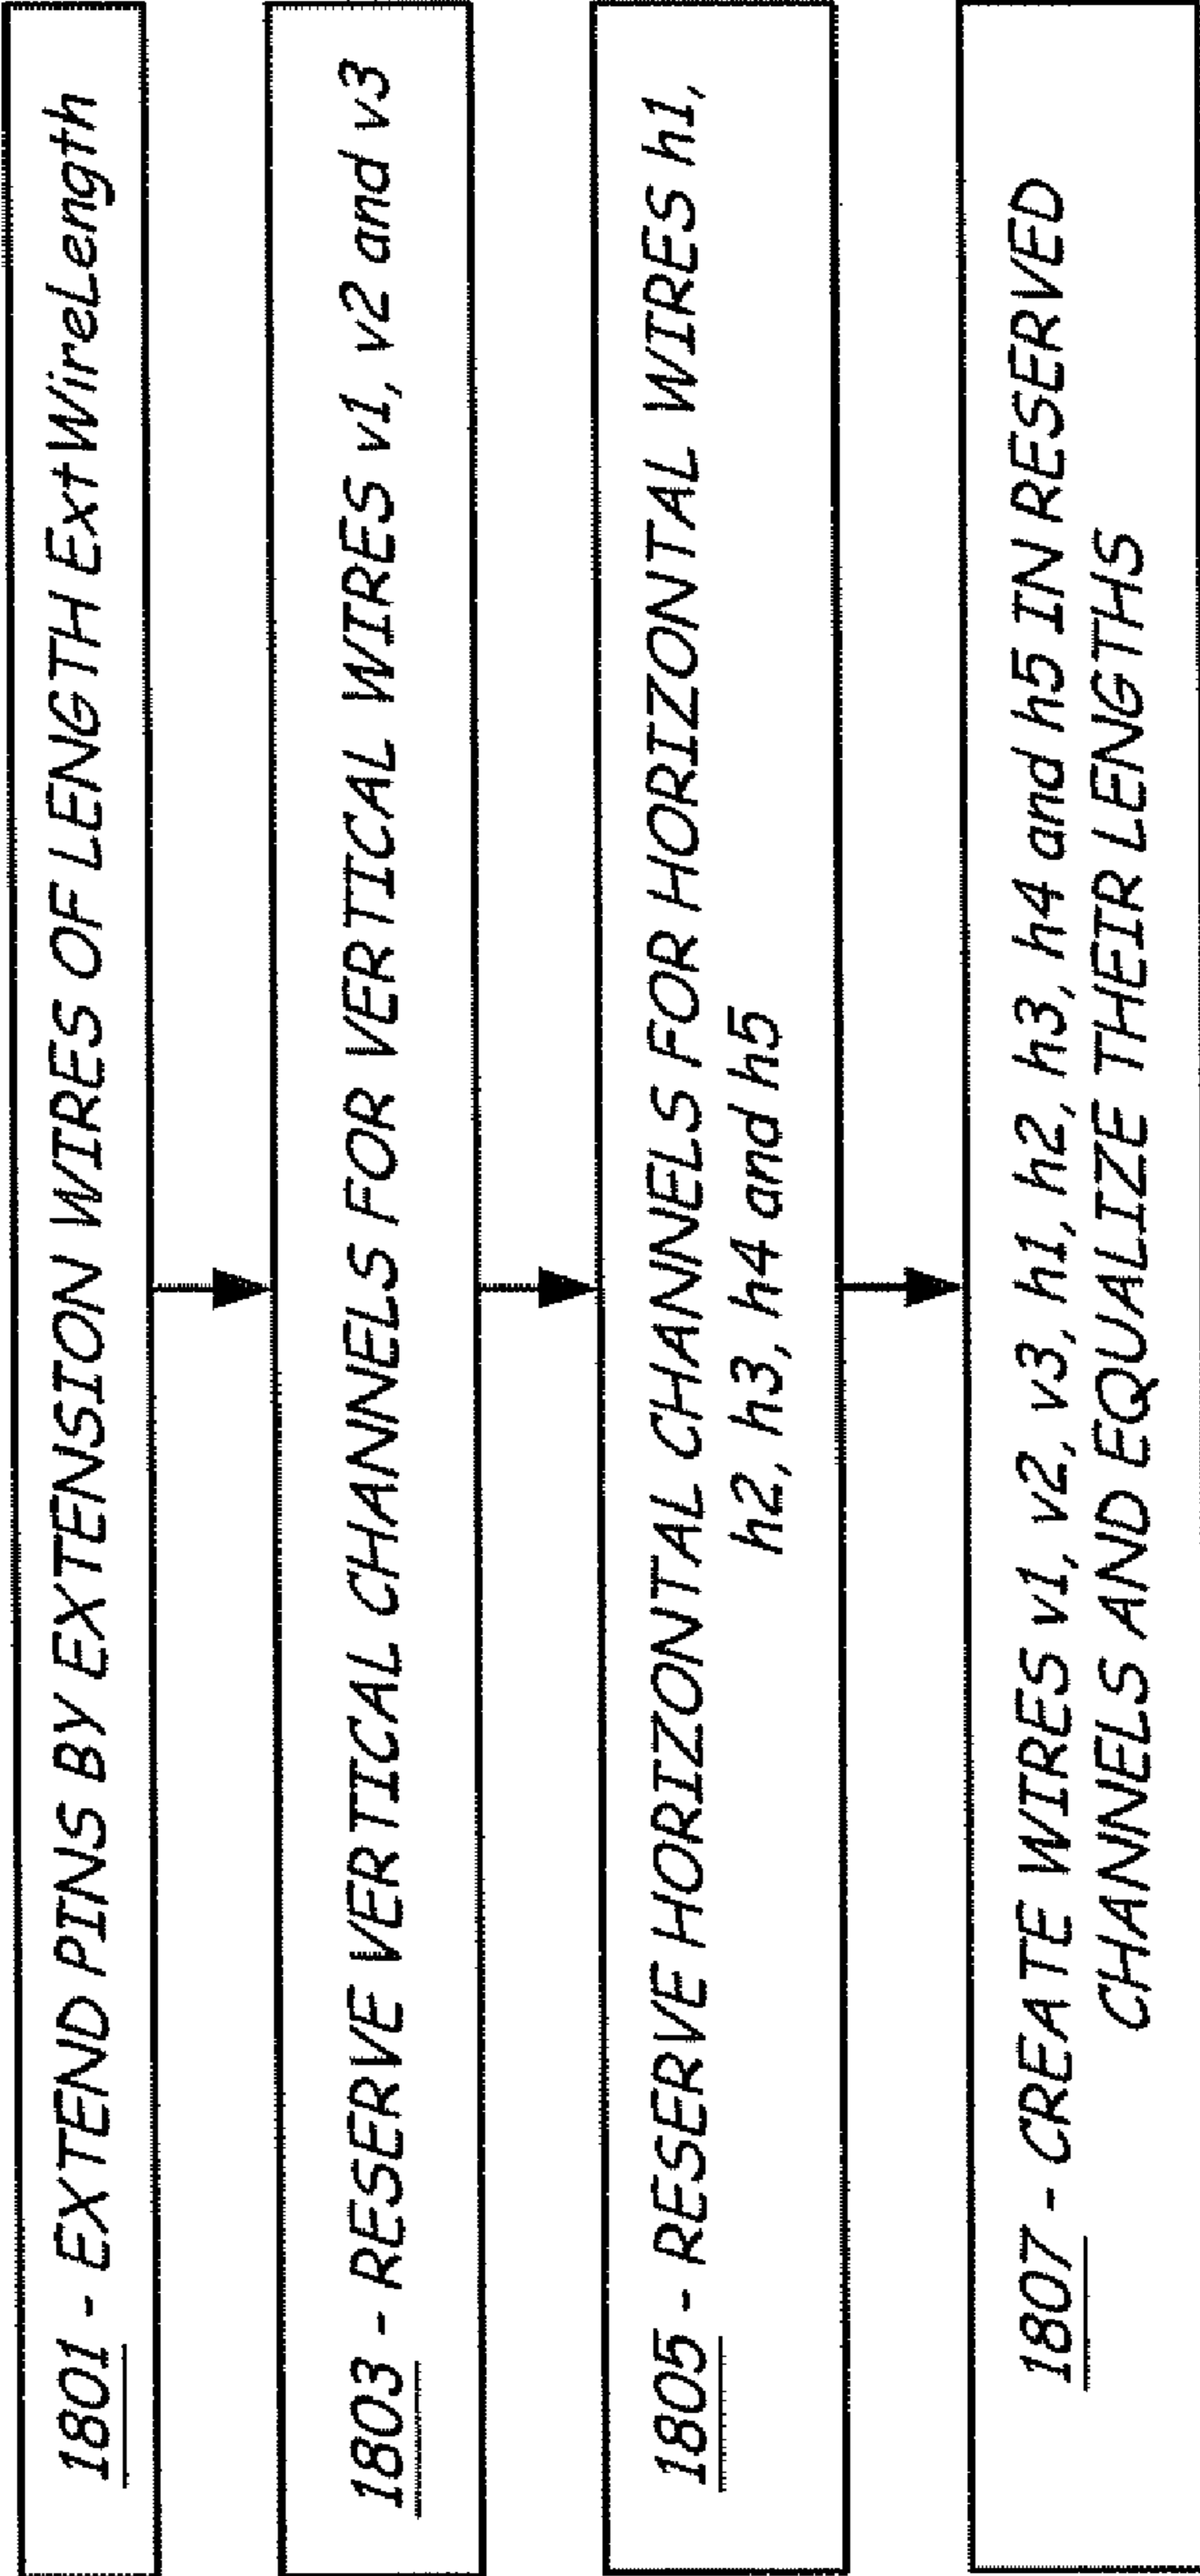 1801 - EXTEND PINS BY EXTENSION WIRES OF LENGTH ExtWireLength
1803 - RESERVE VERTICAL CHANNELS FOR VERTICAL WIRES v1, v2 and v3
1805 - RESERVE HORIZONTAL CHANNELS FOR HORIZONTAL WIRES h1,
h2, h3, h4 and h5
1807 - CREATE WIRES v1, v2, v3, h1, h2, h3, h4 and h5 IN RESERVED
CHANNELS AND EQUALIZE THEIR LENGTHS